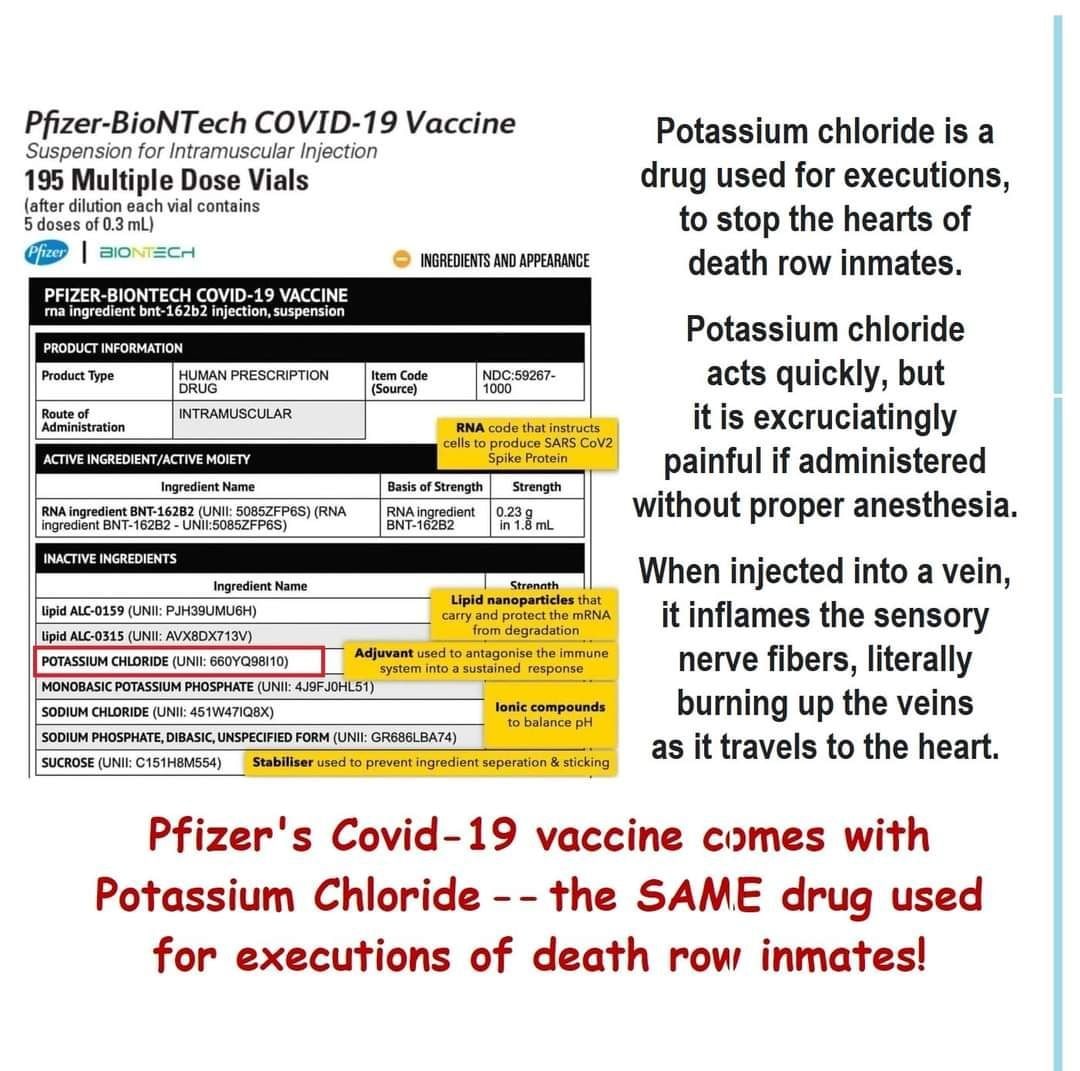 Pfizer-BioNTech COVID-19 Vaccine
Suspension for Intramuscular Injection
195 Multiple Dose Vials
(after dilution each vial contains
5 doses of 0.3 mL)
Pfizer | BIONTECH
INGREDIENTS AND APPEARANCE
PFIZER-BIONTECH COVID-19 VACCINE
rna ingredient bnt-162b2 injection, suspension
PRODUCT INFORMATION
Product Type
HUMAN PRESCRIPTION
DRUG
Item Code
(Source)
NDC:59267-
1000
Route of
Administration
INTRAMUSCULAR
RNA code that instructs
cells to produce SARS CoV2
Spike Protein
ACTIVE INGREDIENT/ACTIVE MOIETY
Ingredient Name
Basis of Strength
Strength
RNA ingredient BNT-162B2 (UNII: 5085ZFP6S) (RNA
ingredient BNT-162B2 - UNII:5085ZFP6S)
RNA ingredient
BNT-162B2
0.23 g
in 1.8 mL
INACTIVE INGREDIENTS
Ingredient Name
Strength
lipid ALC-0159 (UNII: PJH39UMU6H)
lipid ALC-0315 (UNII: AVX8DX713V)
Lipid nanoparticles that
carry and protect the mRNA
from degradation
POTASSIUM CHLORIDE (UNII: 660YQ98I10)
Adjuvant used to antagonise the immune
system into a sustained response
MONOBASIC POTASSIUM PHOSPHATE (UNII: 4J9FJ0HL51)
SODIUM CHLORIDE (UNII: 451W47IQ8X)
SODIUM PHOSPHATE, DIBASIC, UNSPECIFIED FORM (UNII: GR686LBA74)
Ionic compounds
to balance pH
SUCROSE (UNII: C151H8M554)
Stabiliser used to prevent ingredient seperation & sticking
Potassium chloride is a
drug used for executions,
to stop the hearts of
death row inmates.
Potassium chloride
acts quickly, but
it is excruciatingly
painful if administered
without proper anesthesia.
When injected into a vein,
it inflames the sensory
nerve fibers, literally
burning up the veins
as it travels to the heart.
Pfizer's Covid-19 vaccine comes with
Potassium Chloride -- the SAME drug used
for executions of death row inmates!